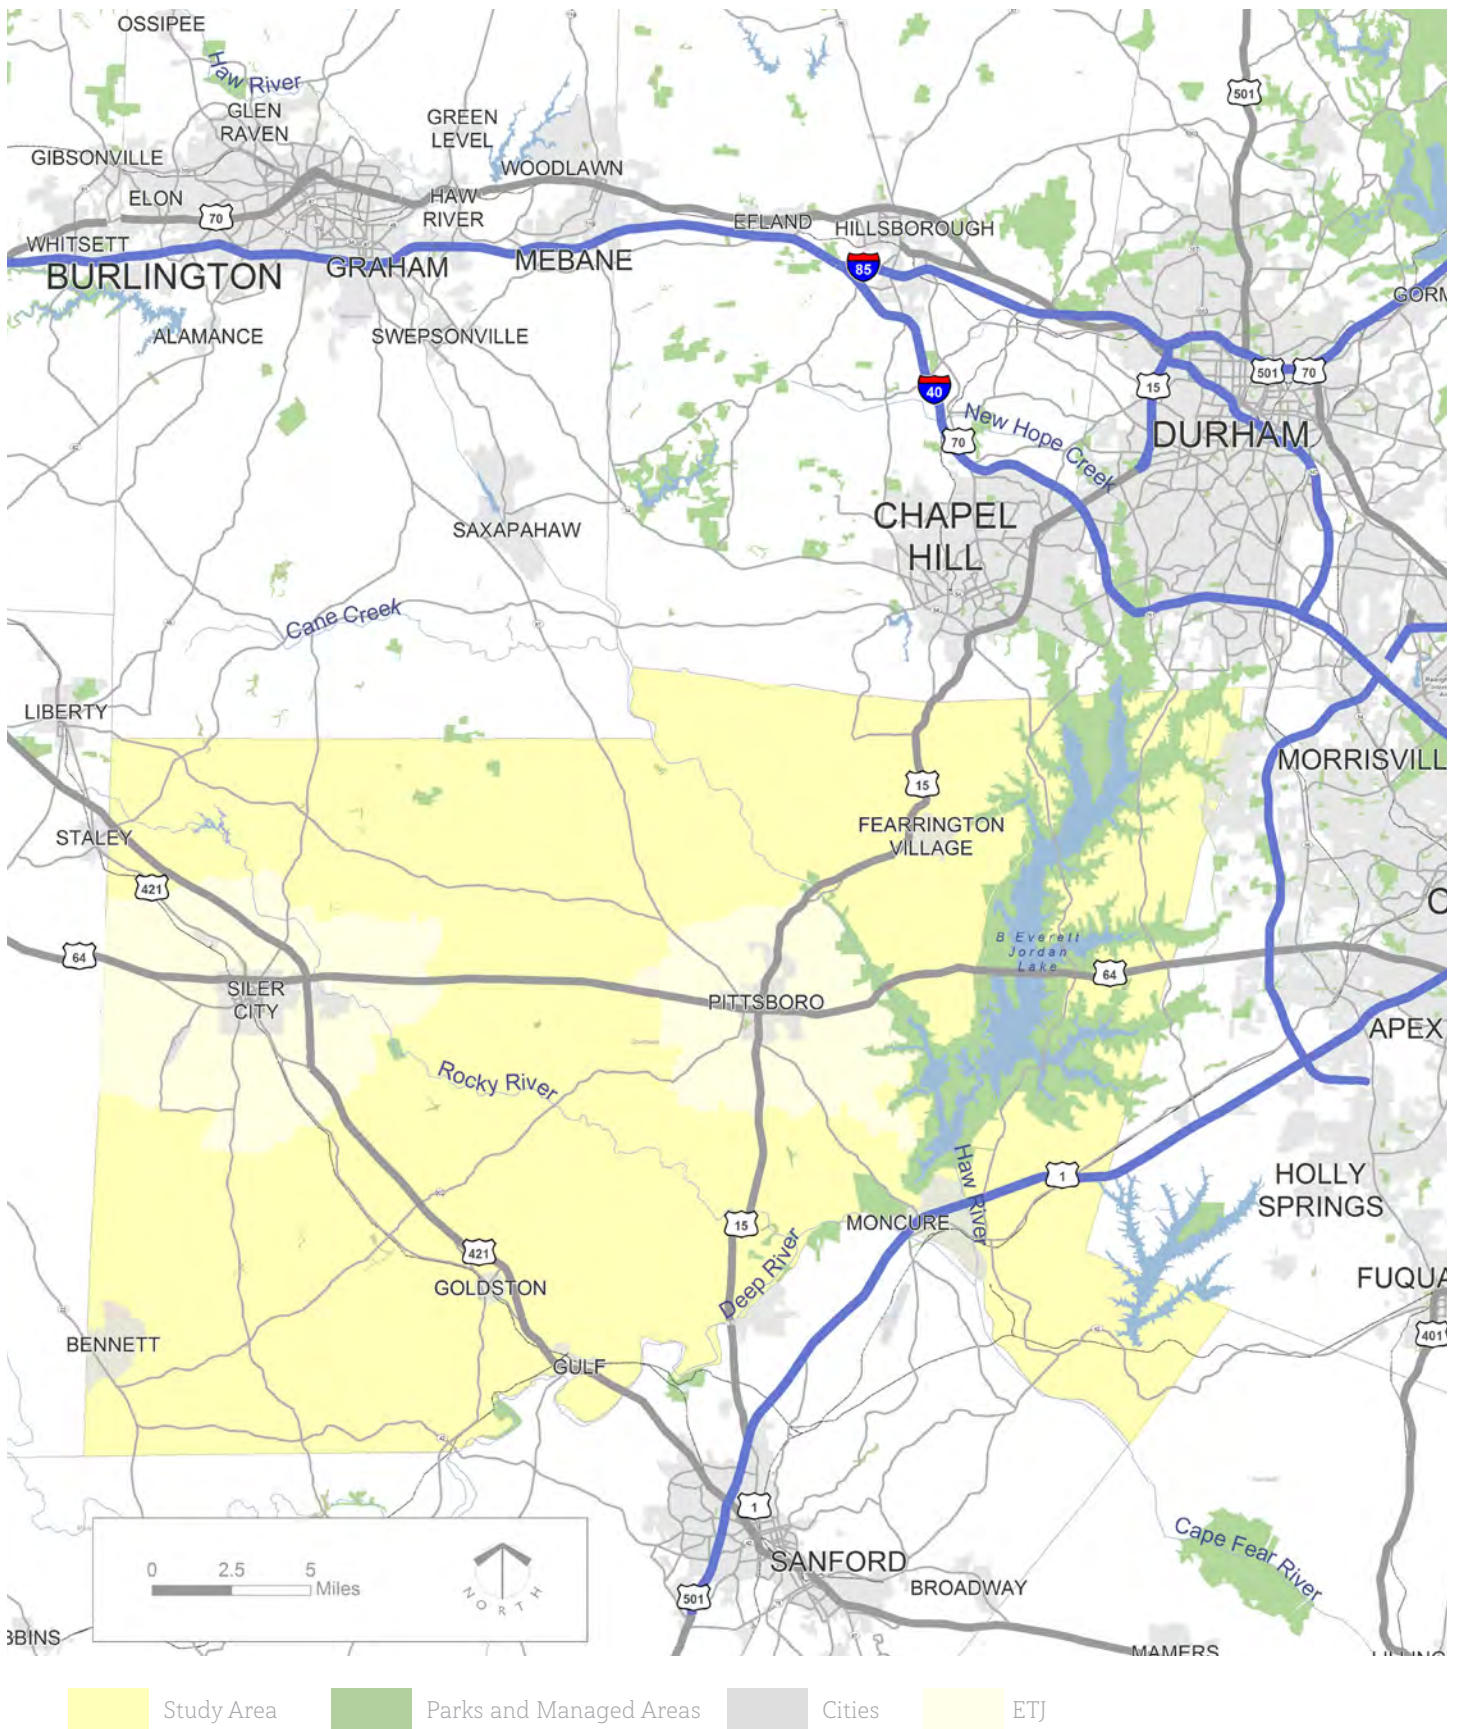 OSSIPEE
Haw River
501
GLEN
RAVEN
GREEN
LEVEL
GIBSONVILLE
WOODLAWN
ELON
HAW
RIVER
70
EFLAND
HILLSBOROUGH
WHITSETT
BURLINGTON
GRAHAM
MEBANE
85
GORM
ALAMANCE
SWEPSONVILLE
501
70
15
40
New Hope Creek
70
DURHAM
CHAPEL
HILL
SAXAPAHAW
Cane Creek
LIBERTY
MORRISVILL
15
FEARRINGTON
VILLAGE
STALEY
421
C
B Everett
Jordan
Lake
64
64
SILER
CITY
PITTSBORO
APEX
Rocky River
Haw River
1
HOLLY
SPRINGS
MONCURE
15
421
Deep River
GOLDSTON
FUQUA
BENNETT
401
GULF
1
Cape Fear River
SANFORD
BROADWAY
501
0 2.5 5
Miles
NORTH
BBINS
MAMERS
Study Area
Parks and Managed Areas
Cities
ETJ